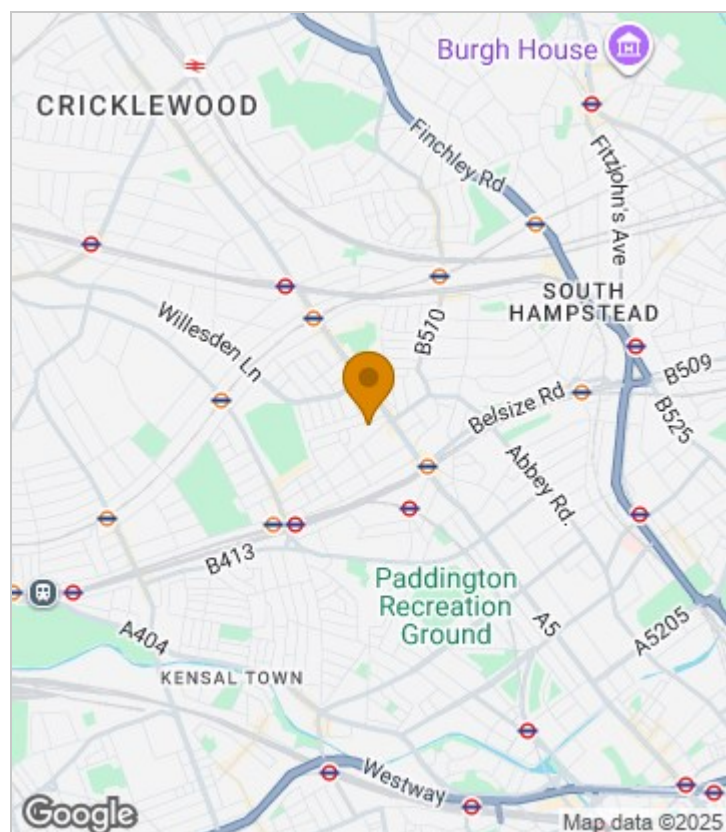 Burgh House
CRICKLEWOOD
Finchley Rd
Fitzjohn's Ave
SOUTH
HAMPSTEAD
Willesden Ln
B510
B509
Belsize Rd
B525
Abbey Rd.
B413
Paddington
Recreation
Ground
A5
A5205
A404
KENSAL TOWN
Westway
Google
Map data ©2025